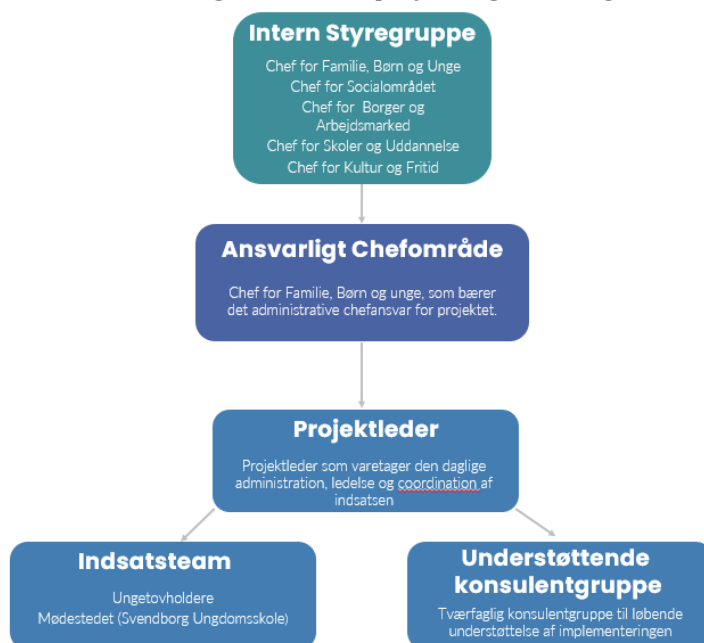 Intern Styregruppe
Chef for Familie, Børn og Unge
Chef for Socialområdet
Chef for Borger og
Arbejdsmarked
Chef for Skoler og Uddannelse
Chef for Kultur og Fritid
Ansvarligt Chefområde
Chef for Familie, Børn og unge, som bærer
det administrative chefansvar for projektet.
Projektleder
Projektleder som varetager den daglige
administration, ledelse og coordination af
indsatsen
Indsatsteam
Ungetovholdere
Mødestedet (Svendborg Ungdomsskole)
Understøttende
konsulentgruppe
Tværfaglig konsulentgruppe til løbende
understøttelse af implementeringen